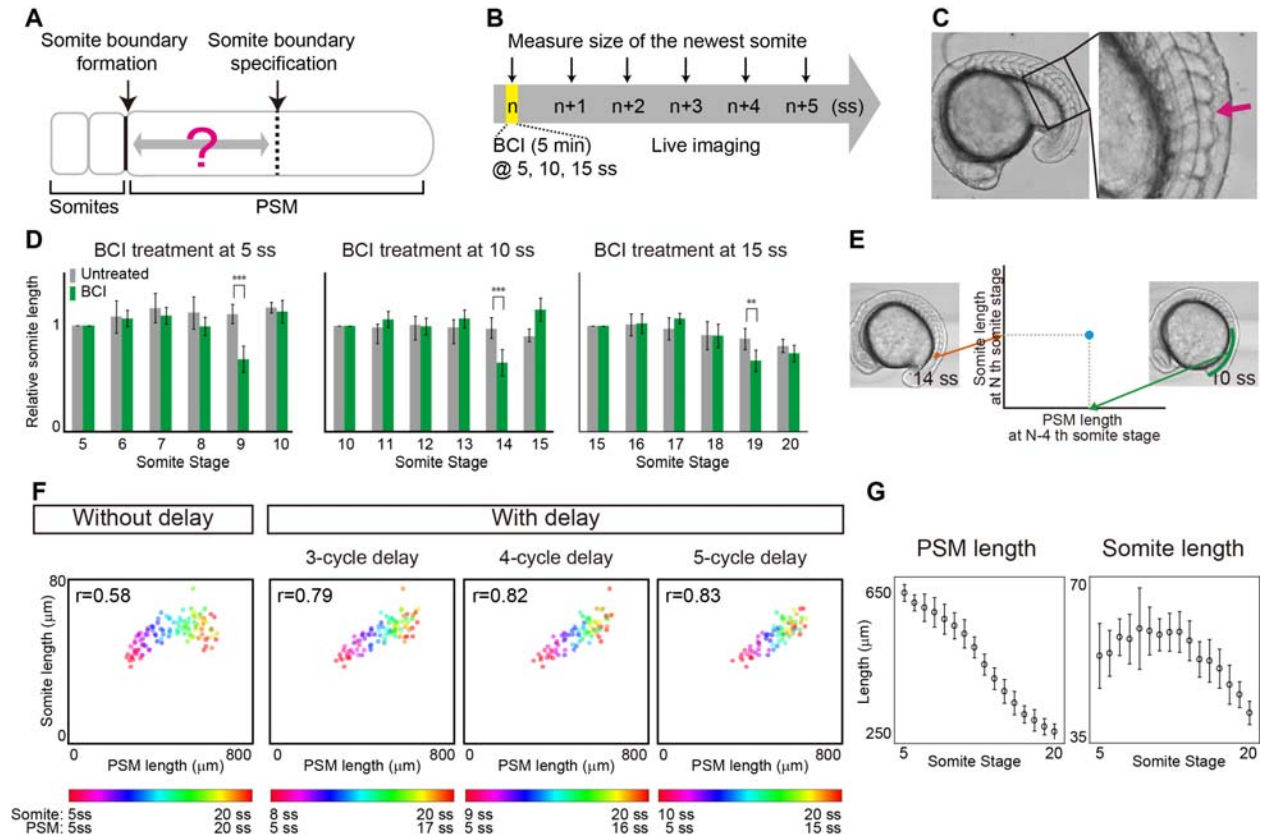 A
Somite boundary formation
Somite boundary specification
?
Somites
PSM
B
Measure size of the newest somite
n
n+1
n+2
n+3
n+4
n+5
(ss)
BCI (5 min)
@ 5, 10, 15 ss
Live imaging
C
D
BCI treatment at 5 ss
BCI treatment at 10 ss
BCI treatment at 15 ss
Untreated
BCI
***
***
**
Relative somite length
1
0
5 6 7 8 9 10
10 11 12 13 14 15
15 16 17 18 19 20
Somite Stage
Somite Stage
Somite Stage
E
14 ss
Somite length
at N th somite stage
10 ss
PSM length
at N-4 th somite stage
F
Without delay
With delay
3-cycle delay
4-cycle delay
5-cycle delay
Somite length (μm)
80
0
r=0.58
r=0.79
r=0.82
r=0.83
0 800
0 800
0 800
0 800
PSM length (μm)
PSM length (μm)
PSM length (μm)
PSM length (μm)
Somite: 5ss 20 ss
PSM: 5ss 20 ss
8 ss 20 ss
5 ss 17 ss
9 ss 20 ss
5 ss 16 ss
10 ss 20 ss
5 ss 15 ss
G
PSM length
Somite length
Length (μm)
650
250
5 20
Somite Stage
70
35
5 20
Somite Stage